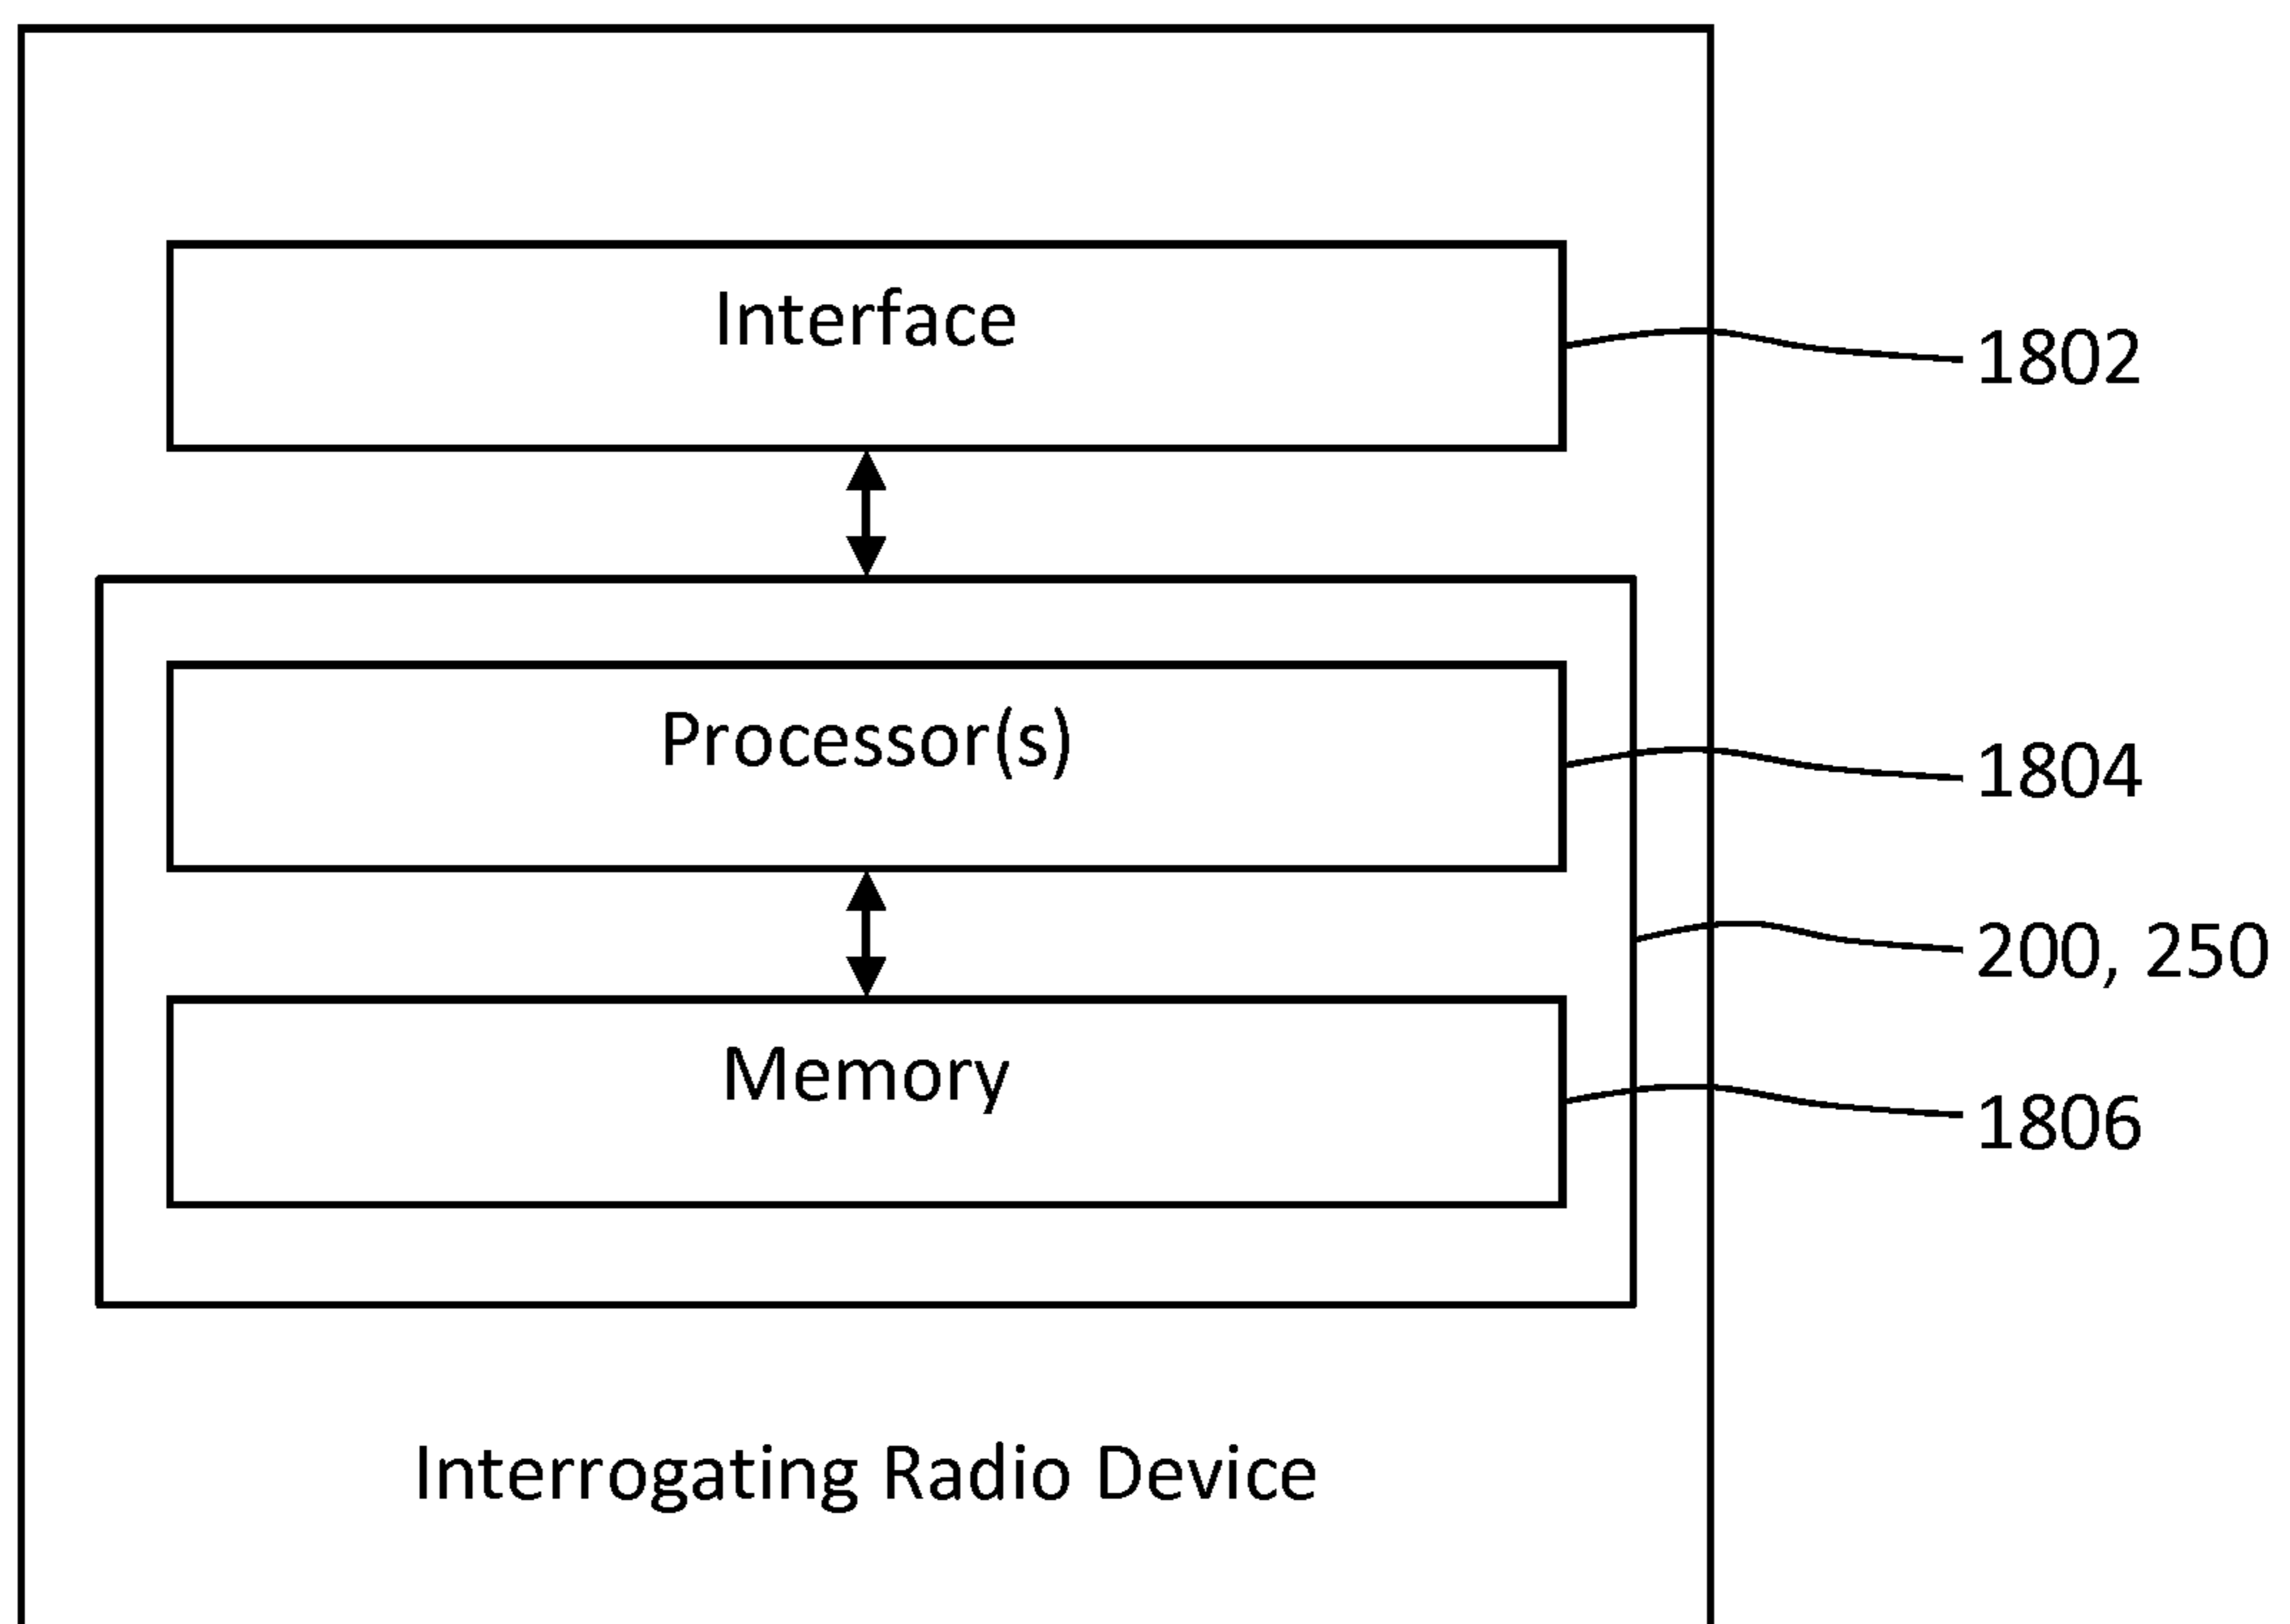 Interface
1802
Processor(s)
1804
200, 250
Memory
1806
Interrogating Radio Device